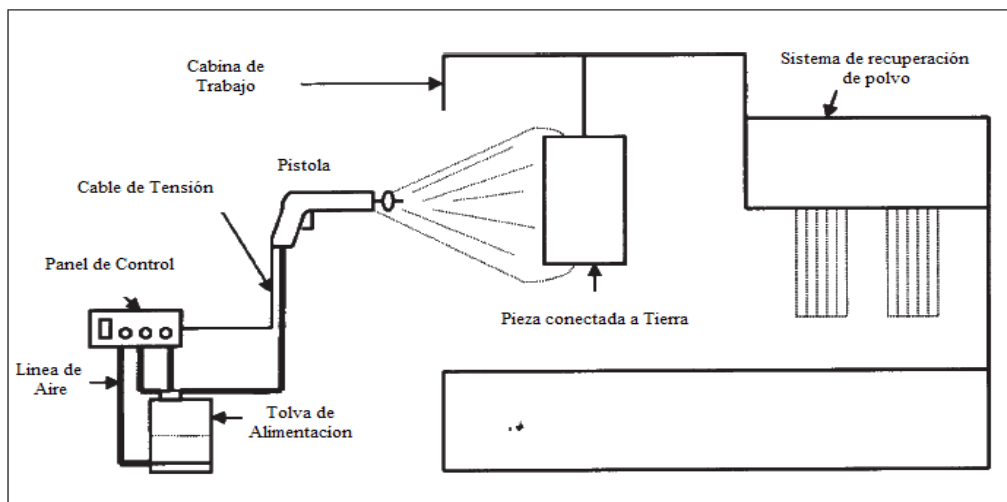 Cabina de
Trabajo
Sistema de recuperación
de polvo
Pistola
Cable de Tensión
Panel de Control
Pieza conectada a Tierra
Linea de
Aire
Tolva de
Alimentacion